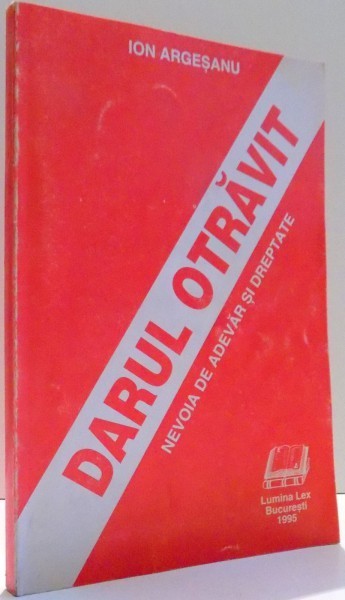 ION ARGEȘANU
DARUL OTRĂVIT
NEVOIA DE ADEVĂR ȘI DREPTATE
Lumina Lex
București
1995